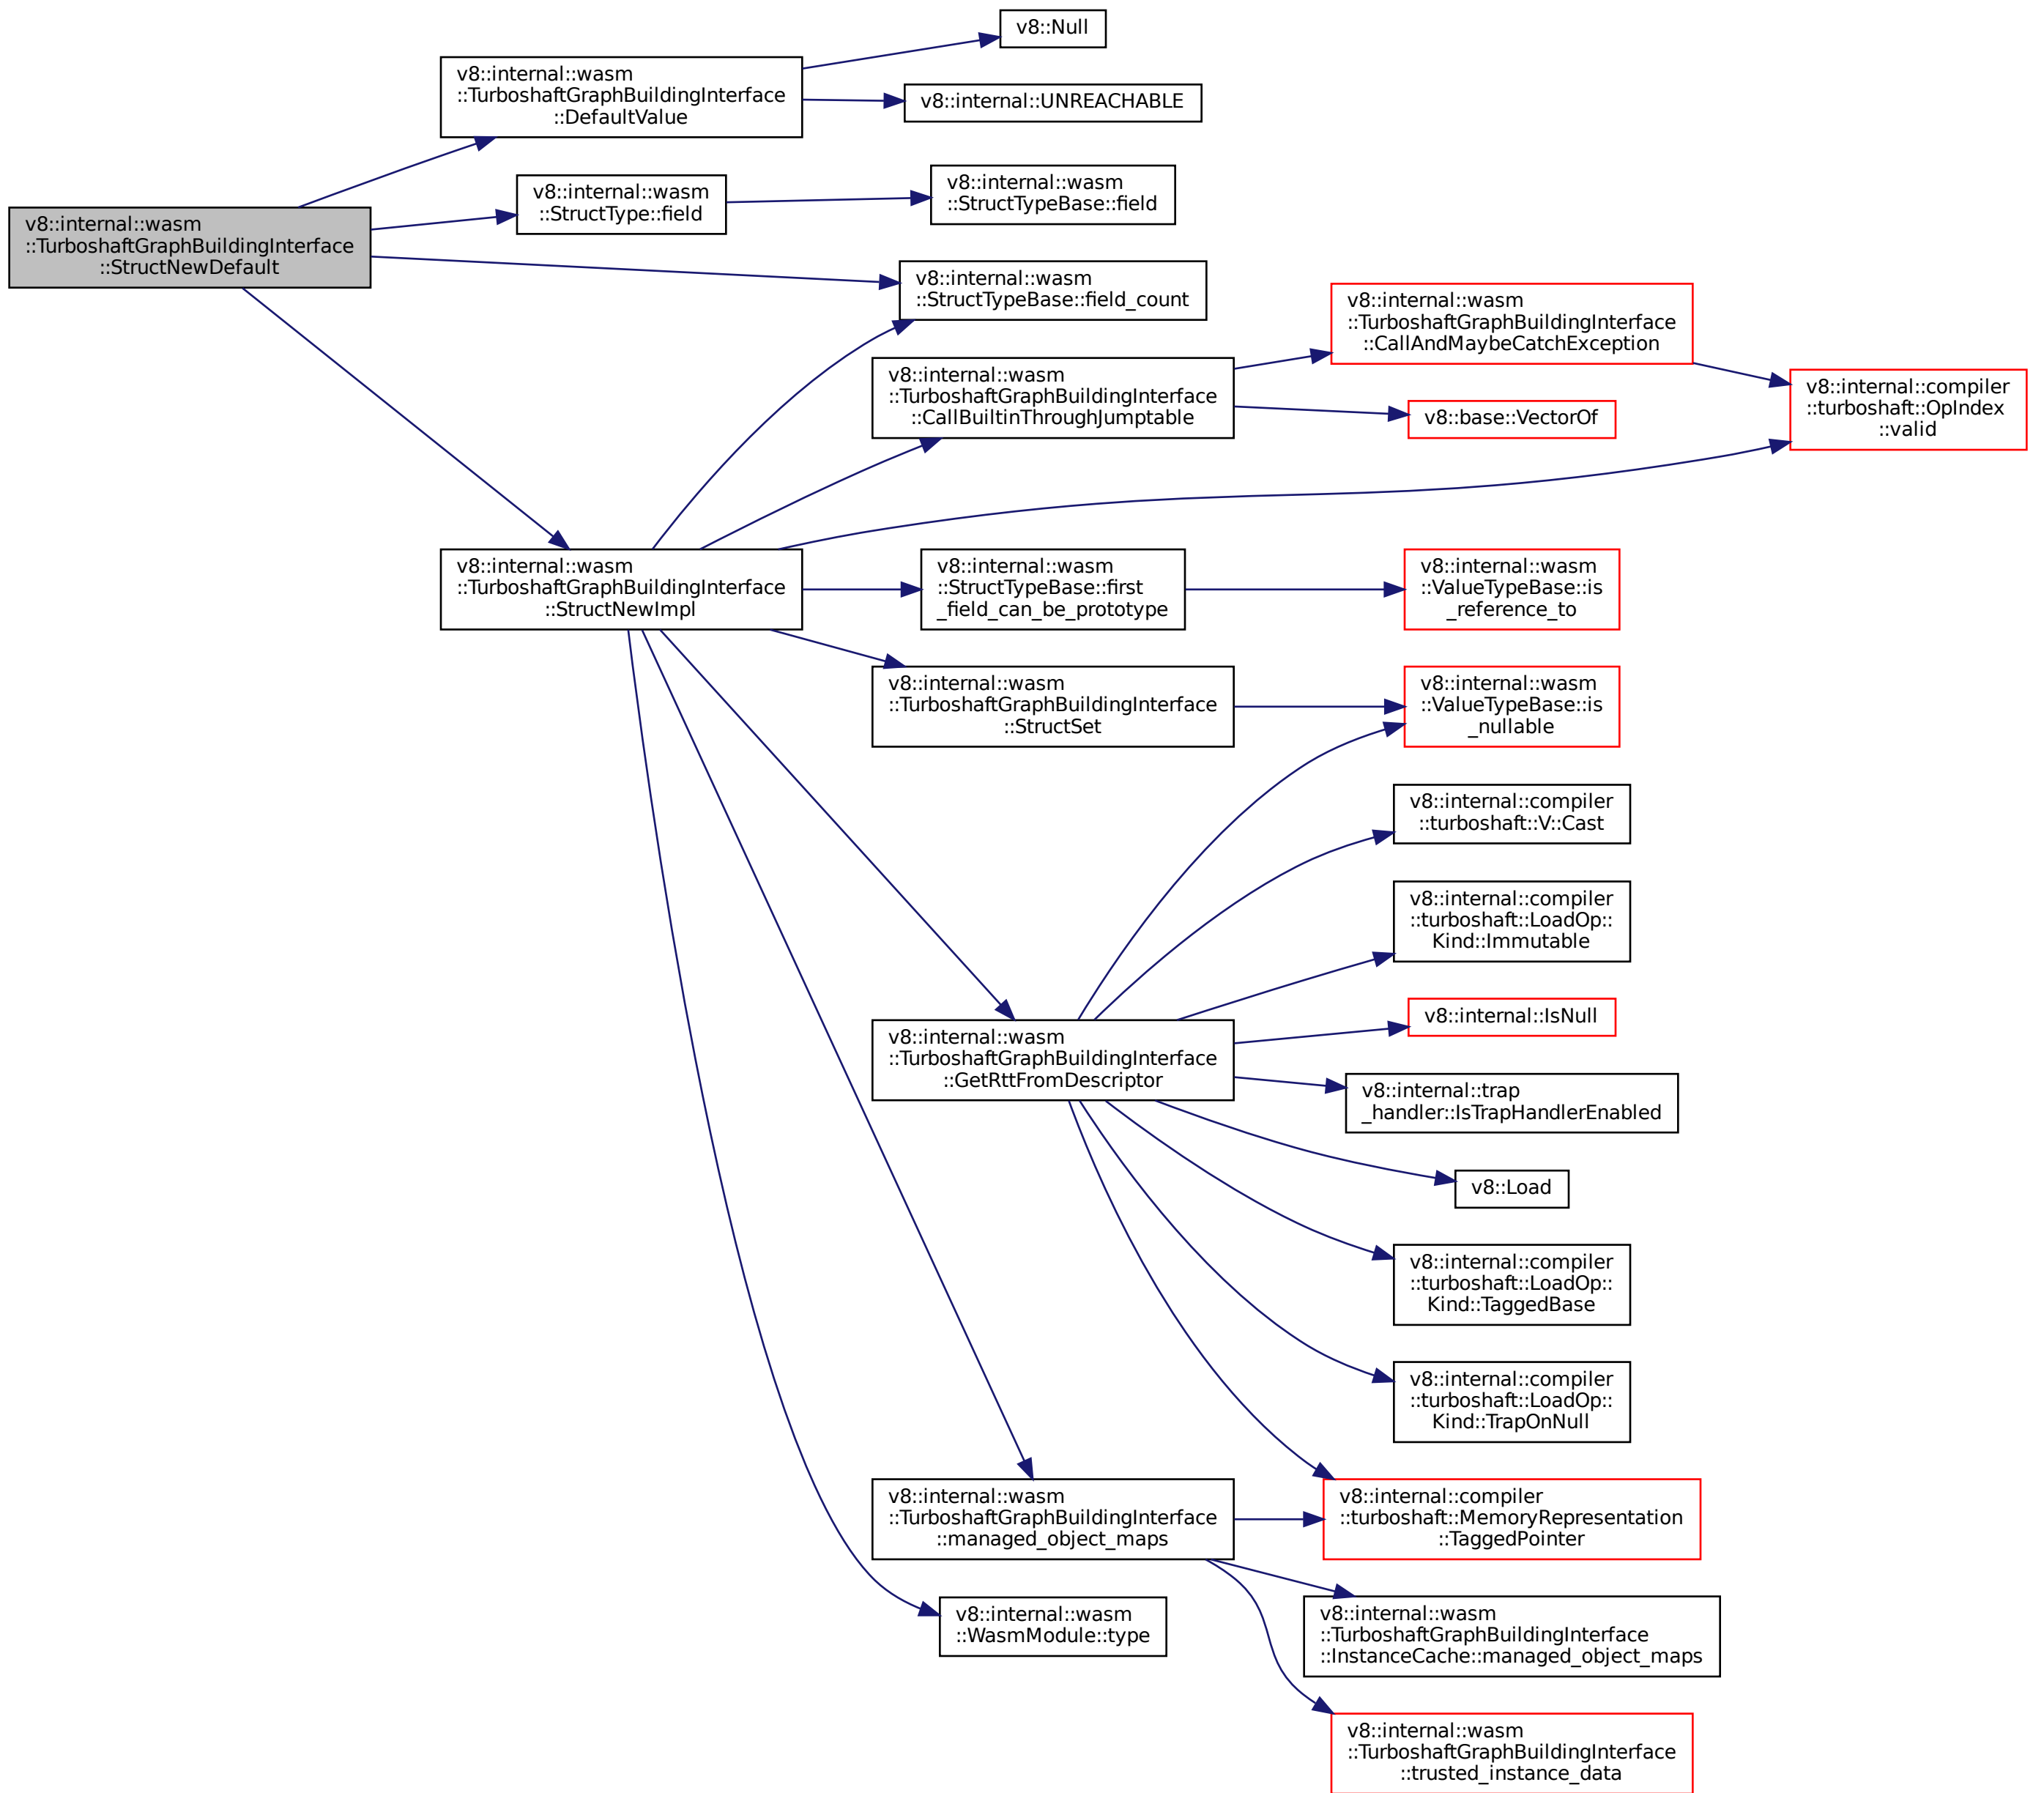 v8::Null
v8::internal::wasm
::TurboshaftGraphBuildingInterface
::DefaultValue
v8::internal::UNREACHABLE
v8::internal::wasm
::StructType::field
v8::internal::wasm
::StructTypeBase::field
v8::internal::wasm
::TurboshaftGraphBuildingInterface
::StructNewDefault
v8::internal::wasm
::StructTypeBase::field_count
v8::internal::wasm
::TurboshaftGraphBuildingInterface
::CallAndMaybeCatchException
v8::internal::wasm
::TurboshaftGraphBuildingInterface
::CallBuiltinThroughJumptable
v8::base::VectorOf
v8::internal::compiler
::turboshaft::OpIndex
::valid
v8::internal::wasm
::TurboshaftGraphBuildingInterface
::StructNewImpl
v8::internal::wasm
::StructTypeBase::first
_field_can_be_prototype
v8::internal::wasm
::ValueTypeBase::is
_reference_to
v8::internal::wasm
::TurboshaftGraphBuildingInterface
::StructSet
v8::internal::wasm
::ValueTypeBase::is
_nullable
v8::internal::compiler
::turboshaft::V::Cast
v8::internal::compiler
::turboshaft::LoadOp::
Kind::Immutable
v8::internal::IsNull
v8::internal::wasm
::TurboshaftGraphBuildingInterface
::GetRttFromDescriptor
v8::internal::trap
_handler::IsTrapHandlerEnabled
v8::Load
v8::internal::compiler
::turboshaft::LoadOp::
Kind::TaggedBase
v8::internal::compiler
::turboshaft::LoadOp::
Kind::TrapOnNull
v8::internal::wasm
::TurboshaftGraphBuildingInterface
::managed_object_maps
v8::internal::compiler
::turboshaft::MemoryRepresentation
::TaggedPointer
v8::internal::wasm
::WasmModule::type
v8::internal::wasm
::TurboshaftGraphBuildingInterface
::InstanceCache::managed_object_maps
v8::internal::wasm
::TurboshaftGraphBuildingInterface
::trusted_instance_data